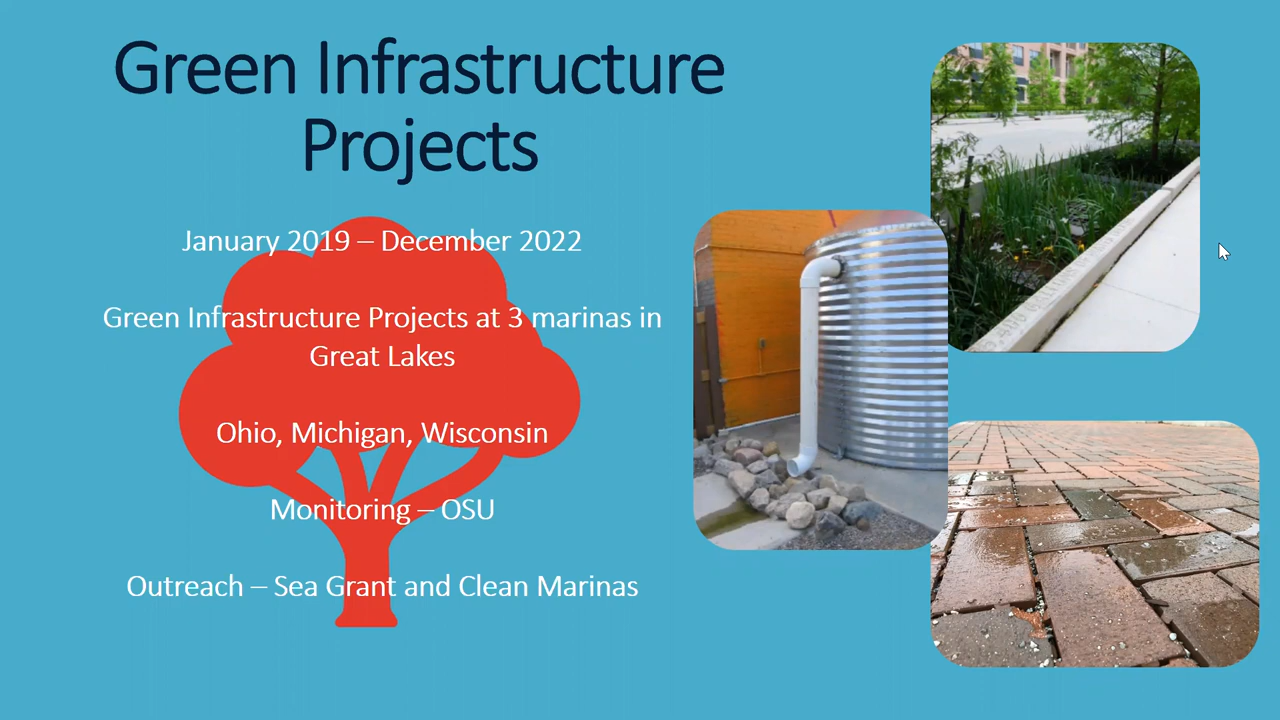 Green Infrastructure
Projects
January 2019 – December 2022
Green Infrastructure Projects at 3 marinas in
Great Lakes
Ohio, Michigan, Wisconsin
Monitoring – OSU
Outreach – Sea Grant and Clean Marinas